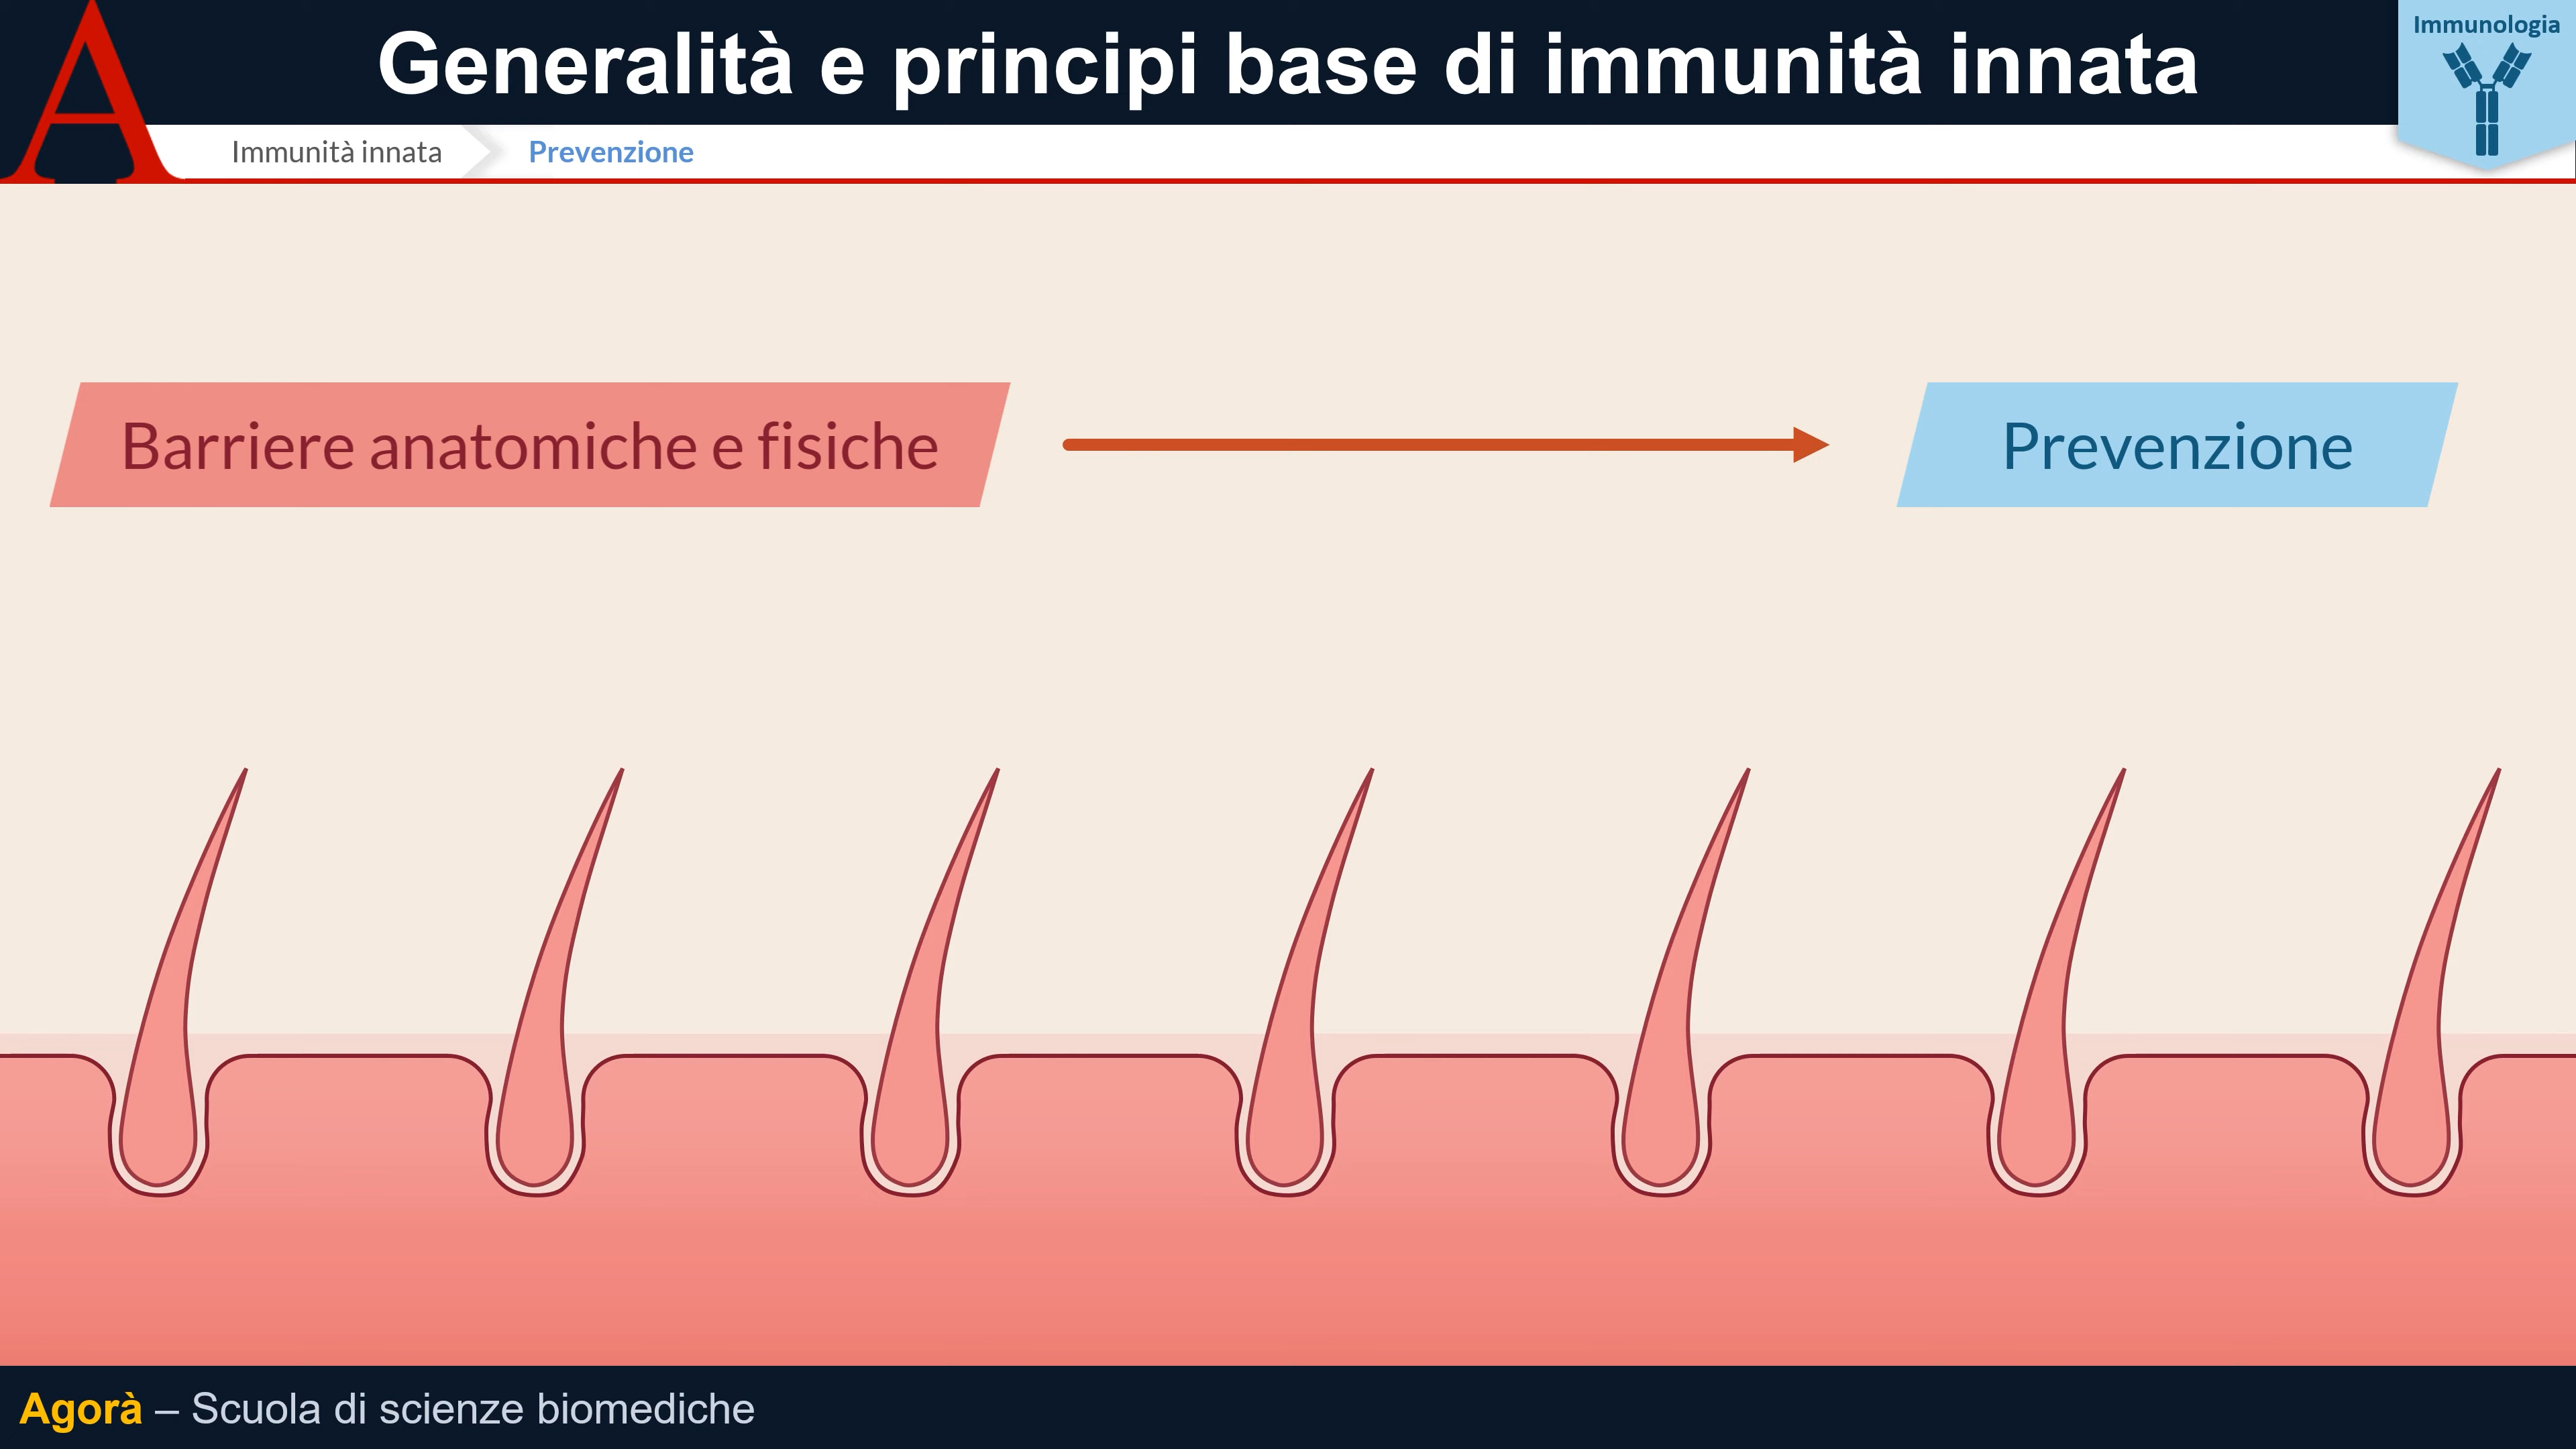 A
Generalità e principi base di immunità innata
Immunologia
Immunità innata
Prevenzione
Barriere anatomiche e fisiche
Prevenzione
Agorà – Scuola di scienze biomediche